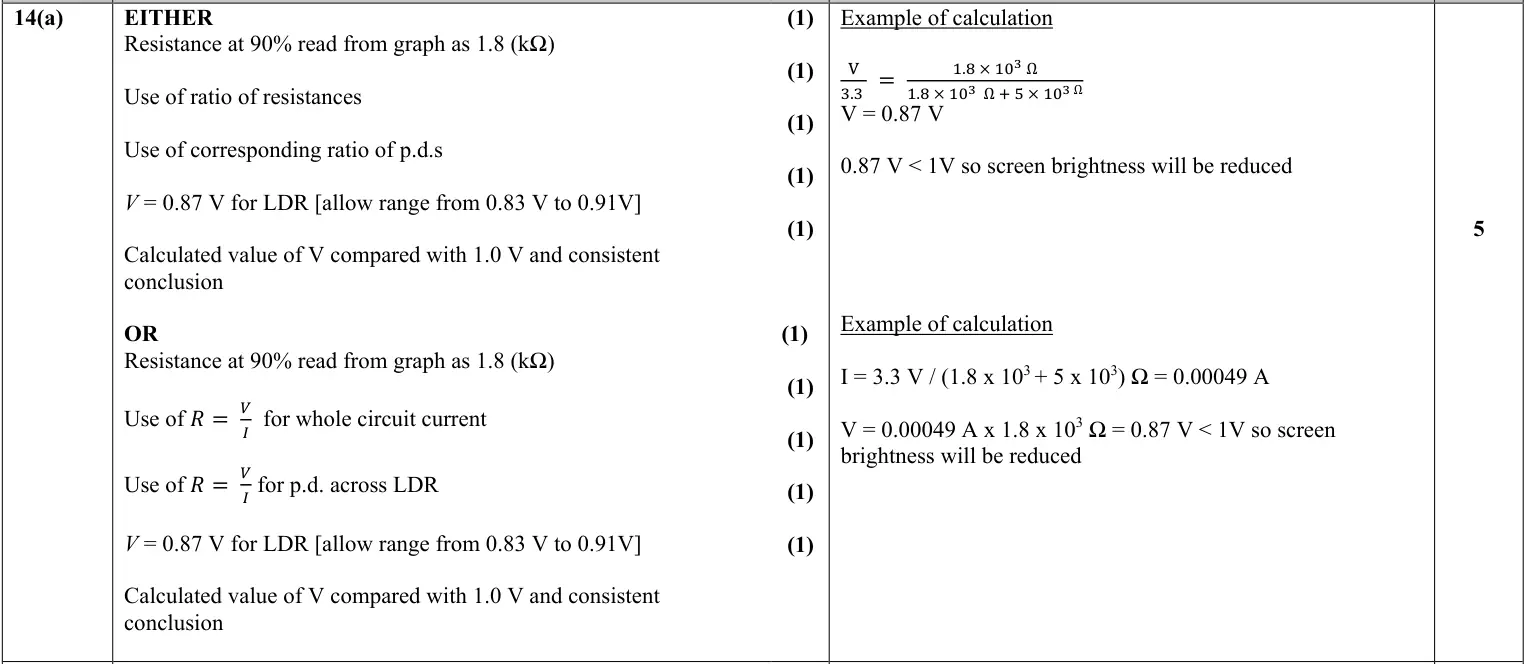 14(a)
EITHER (1)
Resistance at 90% read from graph as 1.8 (kΩ)
(1)
Use of ratio of resistances
(1)
Use of corresponding ratio of p.d.s
(1)
V = 0.87 V for LDR [allow range from 0.83 V to 0.91V]
(1)
Calculated value of V compared with 1.0 V and consistent
conclusion
OR (1)
Resistance at 90% read from graph as 1.8 (kΩ)
(1)
Use of R = V/I for whole circuit current
(1)
Use of R = V/I for p.d. across LDR
(1)
V = 0.87 V for LDR [allow range from 0.83 V to 0.91V]
(1)
Calculated value of V compared with 1.0 V and consistent
conclusion
Example of calculation
V/3.3 = 1.8 × 10³ Ω / 1.8 × 10³ Ω + 5 × 10³ Ω
V = 0.87 V
0.87 V < 1V so screen brightness will be reduced
Example of calculation
I = 3.3 V / (1.8 x 10³ + 5 x 10³) Ω = 0.00049 A
V = 0.00049 A x 1.8 x 10³ Ω = 0.87 V < 1V so screen
brightness will be reduced
5